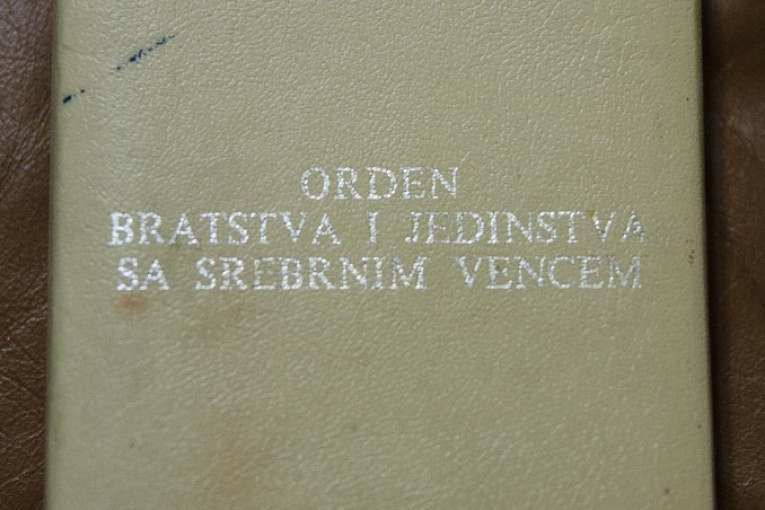 ORDEN
BRATSTVA I JEDINSTVA
SA SREBRNIM VENCEM